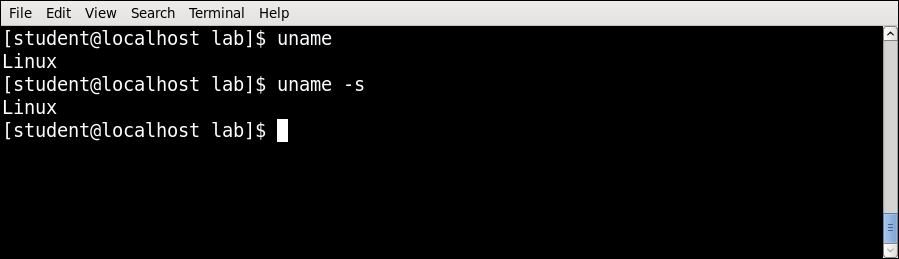 File Edit View Search Terminal Help
[student@localhost lab]$ uname
Linux
[student@localhost lab]$ uname -s
Linux
[student@localhost lab]$